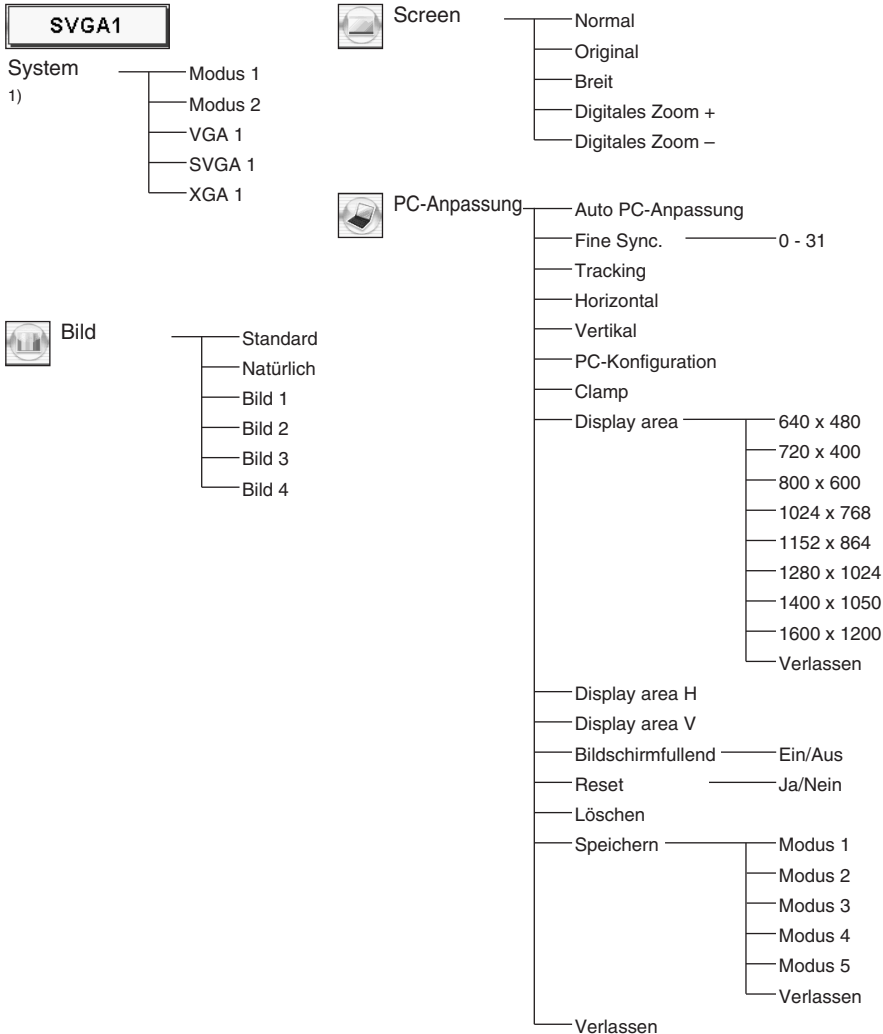 SVGA1
System
1)
Modus 1
Modus 2
VGA 1
SVGA 1
XGA 1
Bild
Standard
Natürlich
Bild 1
Bild 2
Bild 3
Bild 4
Screen
Normal
Original
Breit
Digitales Zoom +
Digitales Zoom –
PC-Anpassung
Auto PC-Anpassung
Fine Sync. 0 - 31
Tracking
Horizontal
Vertikal
PC-Konfiguration
Clamp
Display area
640 x 480
720 x 400
800 x 600
1024 x 768
1152 x 864
1280 x 1024
1400 x 1050
1600 x 1200
Verlassen
Display area H
Display area V
Bildschirmfullend Ein/Aus
Reset Ja/Nein
Löschen
Speichern
Modus 1
Modus 2
Modus 3
Modus 4
Modus 5
Verlassen
Verlassen